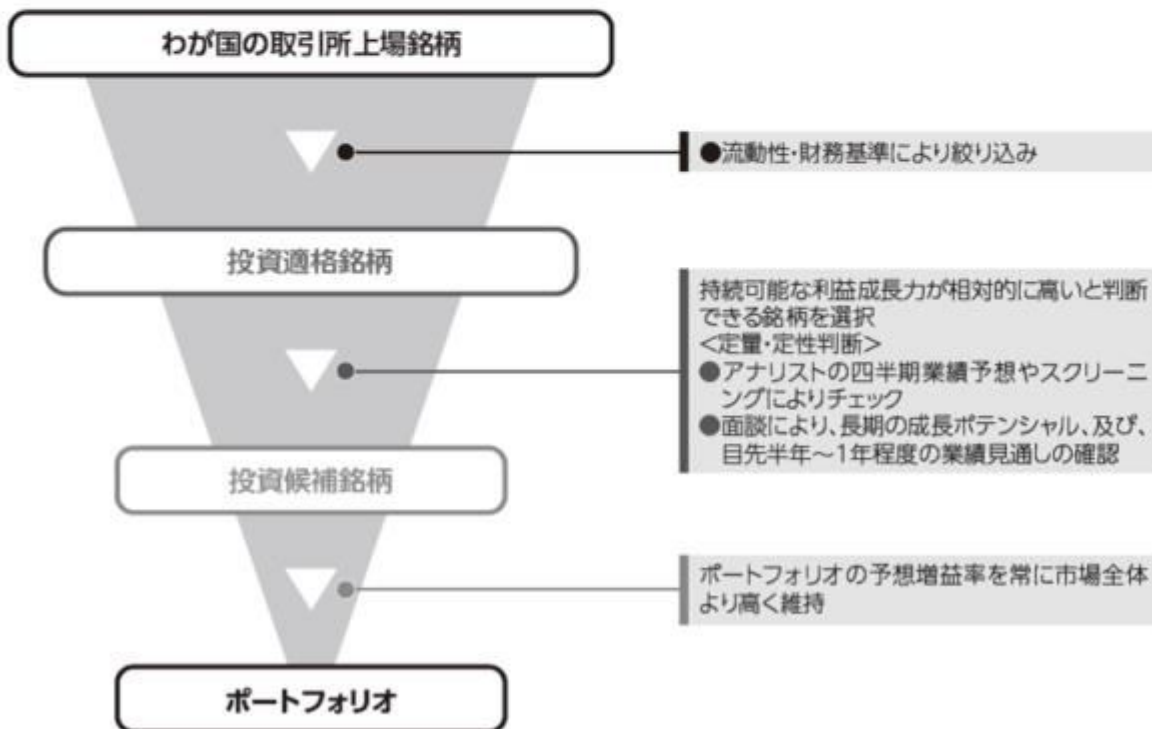 わが国の取引所上場銘柄
●流動性・財務基準により絞り込み
投資適格銘柄
持続可能な利益成長力が相対的に高いと判断
できる銘柄を選択
<定量・定性判断>
●アナリストの四半期業績予想やスクリーニ
ングによりチェック
●面談により、長期の成長ポテンシャル、及び、
目先半年～1年程度の業績見通しの確認
投資候補銘柄
ポートフォリオの予想増益率を常に市場全体
より高く維持
ポートフォリオ